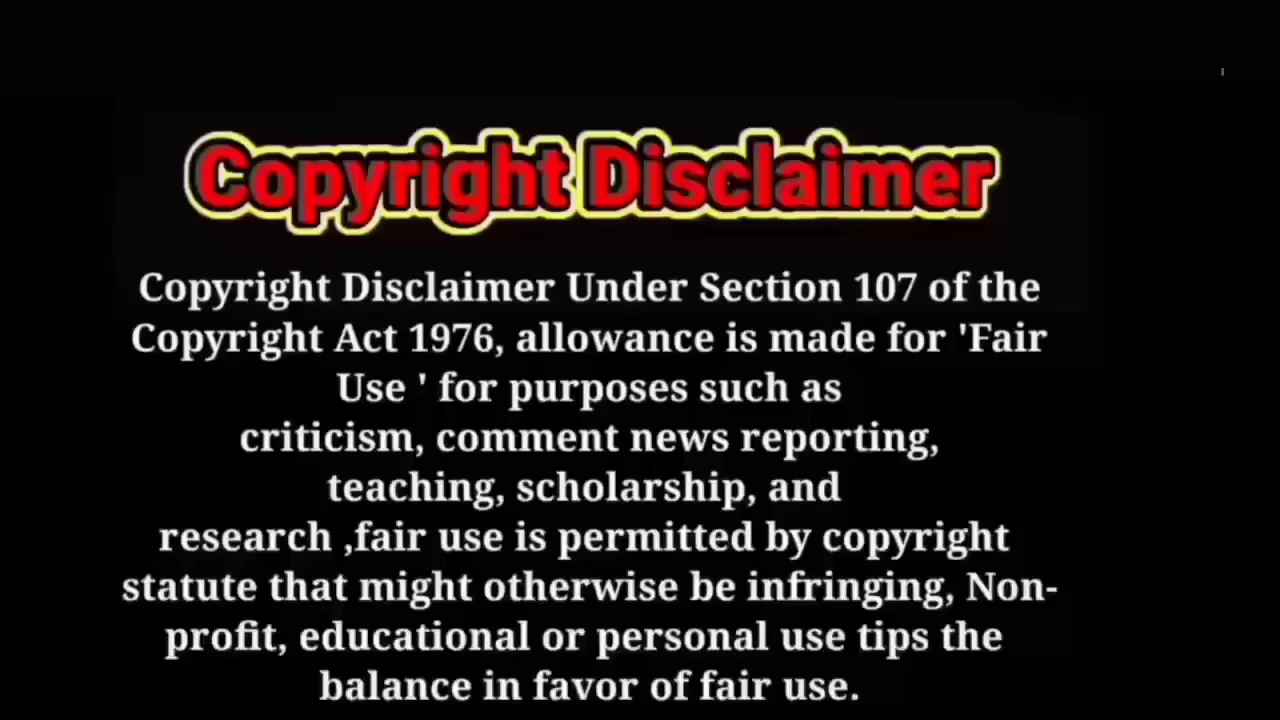 Copyright Disclaimer
Copyright Disclaimer Under Section 107 of the
Copyright Act 1976, allowance is made for 'Fair
Use ' for purposes such as
criticism, comment news reporting,
teaching, scholarship, and
research ,fair use is permitted by copyright
statute that might otherwise be infringing, Non-
profit, educational or personal use tips the
balance in favor of fair use.